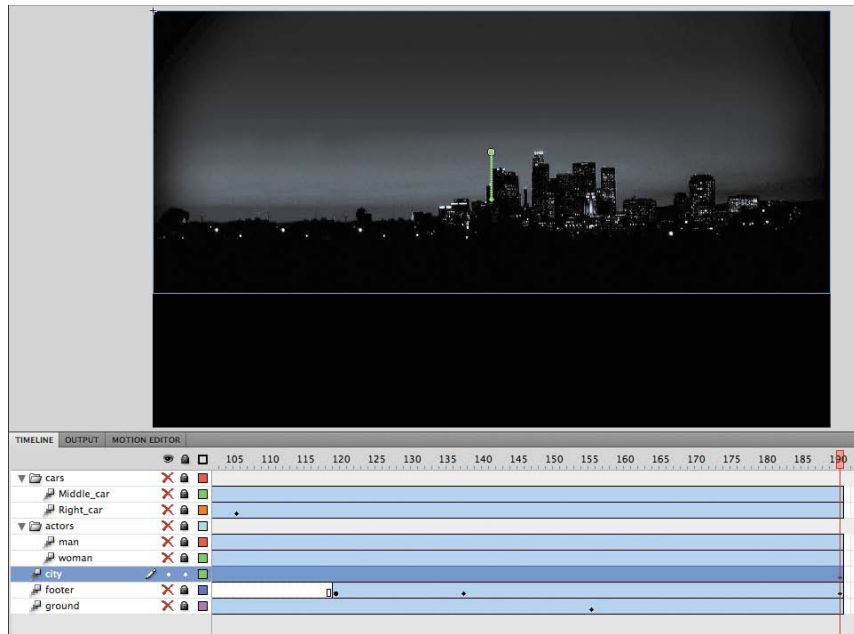 TIMELINE OUTPUT MOTION EDITOR
105 110 115 120 125 130 135 140 145 150 155 160 165 170 175 180 185 190
cars
Middle_car
Right_car
actors
man
woman
city
footer
ground